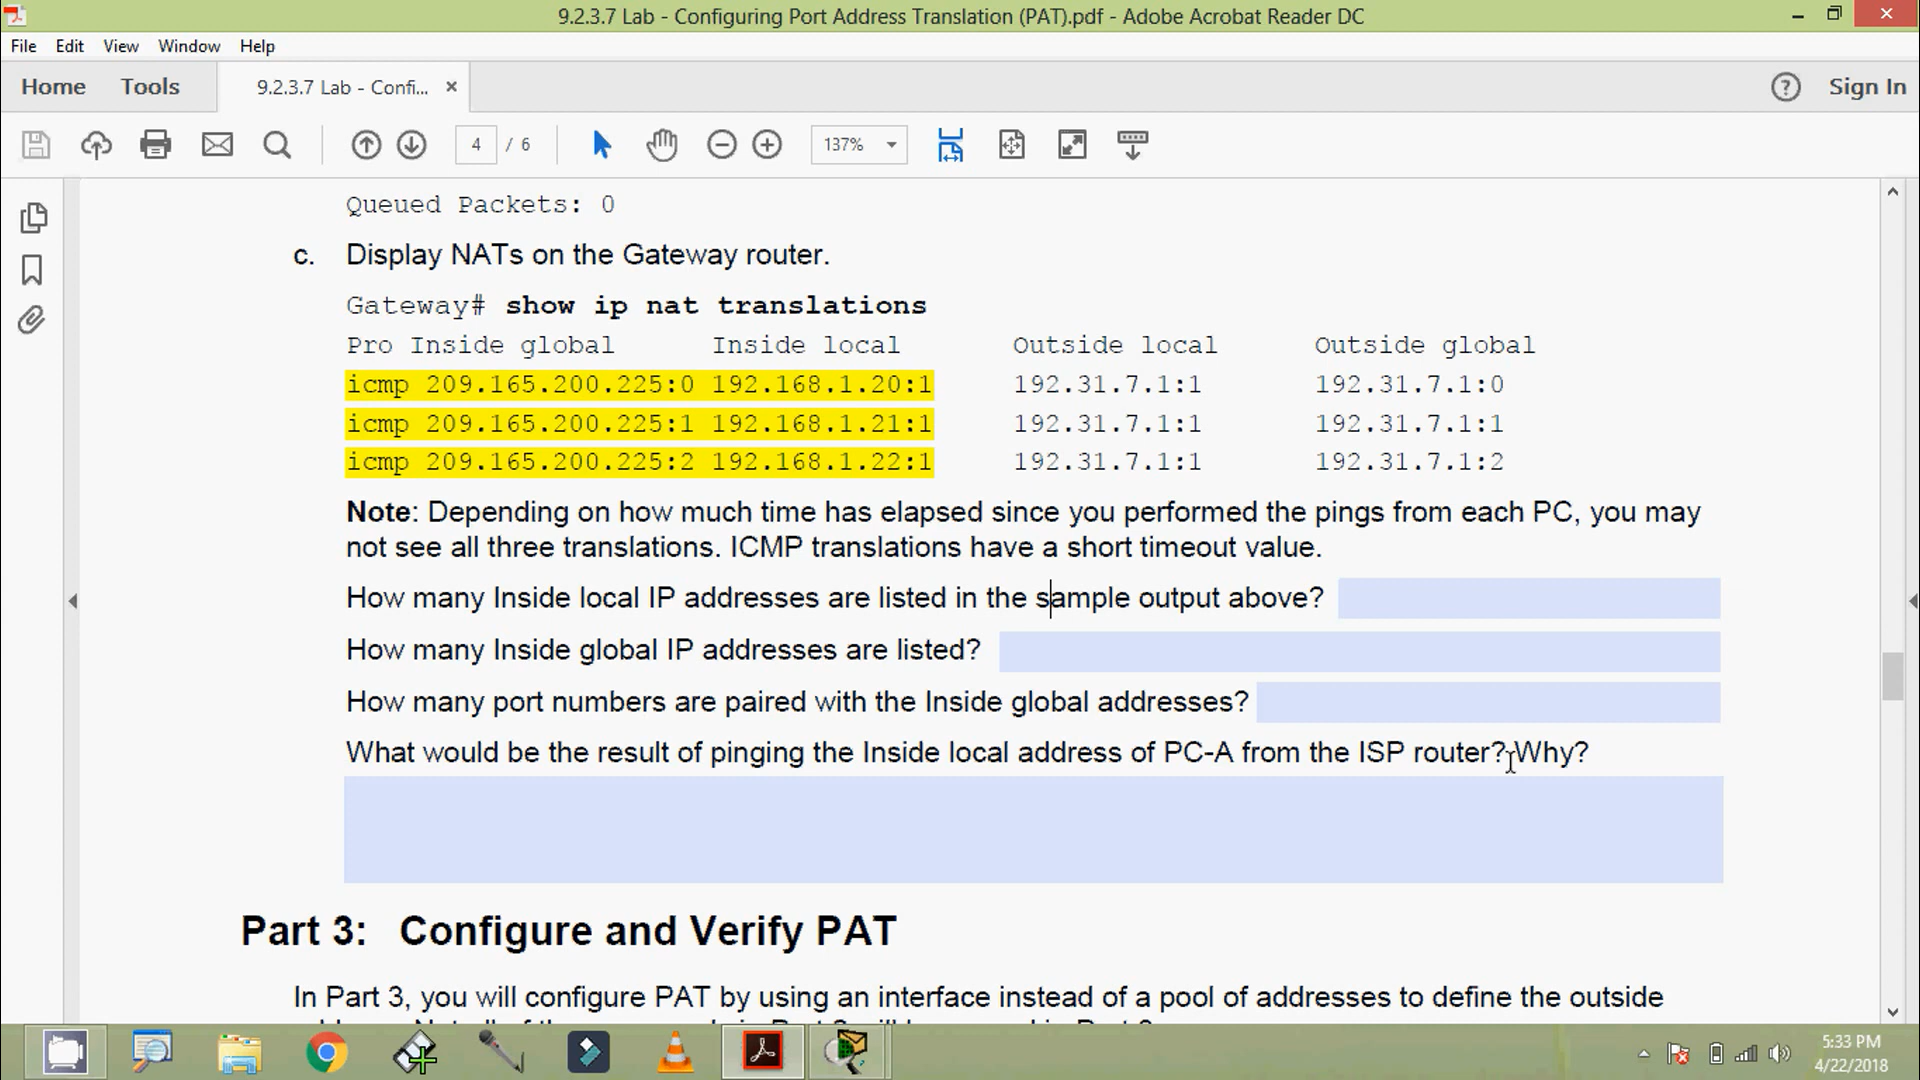 9.2.3.7 Lab - Configuring Port Address Translation (PAT).pdf - Adobe Acrobat Reader DC
File Edit View Window Help
Home Tools 9.2.3.7 Lab - Confi... × ? Sign In
4 / 6 137%
Queued Packets: 0
c. Display NATs on the Gateway router.
Gateway# show ip nat translations
Pro Inside global Inside local Outside local Outside global
icmp 209.165.200.225:0 192.168.1.20:1 192.31.7.1:1 192.31.7.1:0
icmp 209.165.200.225:1 192.168.1.21:1 192.31.7.1:1 192.31.7.1:1
icmp 209.165.200.225:2 192.168.1.22:1 192.31.7.1:1 192.31.7.1:2
Note: Depending on how much time has elapsed since you performed the pings from each PC, you may
not see all three translations. ICMP translations have a short timeout value.
How many Inside local IP addresses are listed in the sample output above?
How many Inside global IP addresses are listed?
How many port numbers are paired with the Inside global addresses?
What would be the result of pinging the Inside local address of PC-A from the ISP router? Why?
Part 3: Configure and Verify PAT
In Part 3, you will configure PAT by using an interface instead of a pool of addresses to define the outside
5:33 PM
4/22/2018